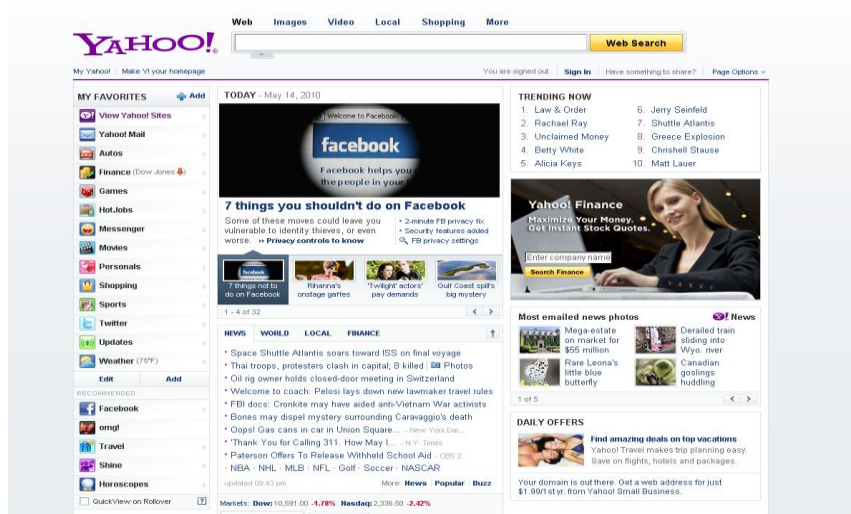 Web Images Video Local Shopping More
YAHOO!®
Web Search
My Yahoo! Make Y! your homepage
You are signed out. Sign In Have something to share? Page Options
MY FAVORITES Add
View Yahoo! Sites
Yahoo! Mail
Autos
Finance (Dow Jones)
Games
HotJobs
Messenger
Movies
Personals
Shopping
Sports
Twitter
Updates
Weather (75°F)
Edit Add
RECOMMENDED
Facebook
omg!
Travel
Shine
Horoscopes
QuickView on Rollover ?
TODAY - May 14, 2010
Welcome to Facebook!
facebook
Facebook helps you
the people in your
7 things you shouldn't do on Facebook
Some of these moves could leave you
vulnerable to identity thieves, or even
worse. » Privacy controls to know
• 2-minute FB privacy fix
• Security features added
FB privacy settings
facebook
7 things not to
do on Facebook
Rihanna's
onstage gaffes
'Twilight' actors'
pay demands
Gulf Coast spill's
big mystery
1 - 4 of 32
NEWS WORLD LOCAL FINANCE
• Space Shuttle Atlantis soars toward ISS on final voyage
• Thai troops, protesters clash in capital; 8 killed Photos
• Oil rig owner holds closed-door meeting in Switzerland
• Welcome to coach: Pelosi lays down new lawmaker travel rules
• FBI docs: Cronkite may have aided anti-Vietnam War activists
• Bones may dispel mystery surrounding Caravaggio's death
• Oops! Gas cans ar car in Union Square... - New York Dai...
• 'Thank You for Calling 311. How May I... - N.Y. Times
• Paterson Offers To Release Withheld School Aid - CBS 2
• NBA · NHL · MLB · NFL · Golf · Soccer · NASCAR
updated 09:43 pm More: News Popular Buzz
Markets: Dow: 10,591.00 -1.78% Nasdaq: 2,336.50 -2.42%
TRENDING NOW
1. Law & Order
2. Rachael Ray
3. Unclaimed Money
4. Betty White
5. Alicia Keys
6. Jerry Seinfeld
7. Shuttle Atlantis
8. Greece Explosion
9. Chrishell Stause
10. Matt Lauer
Yahoo! Finance
Maximize Your Money.
Get Instant Stock Quotes.
Enter company name
Search Finance
Most emailed news photos Y! News
Mega-estate
on market for
$55 million
Derailed train
sliding into
Wyo. river
Rare Leona's
little blue
butterfly
Canadian
goslings
huddling
1 of 5
DAILY OFFERS
Find amazing deals on top vacations
Yahoo! Travel makes trip planning easy.
Save on flights, hotels and packages.
Your domain is out there. Get a web address for just
$1.99/1st yr. from Yahoo! Small Business.